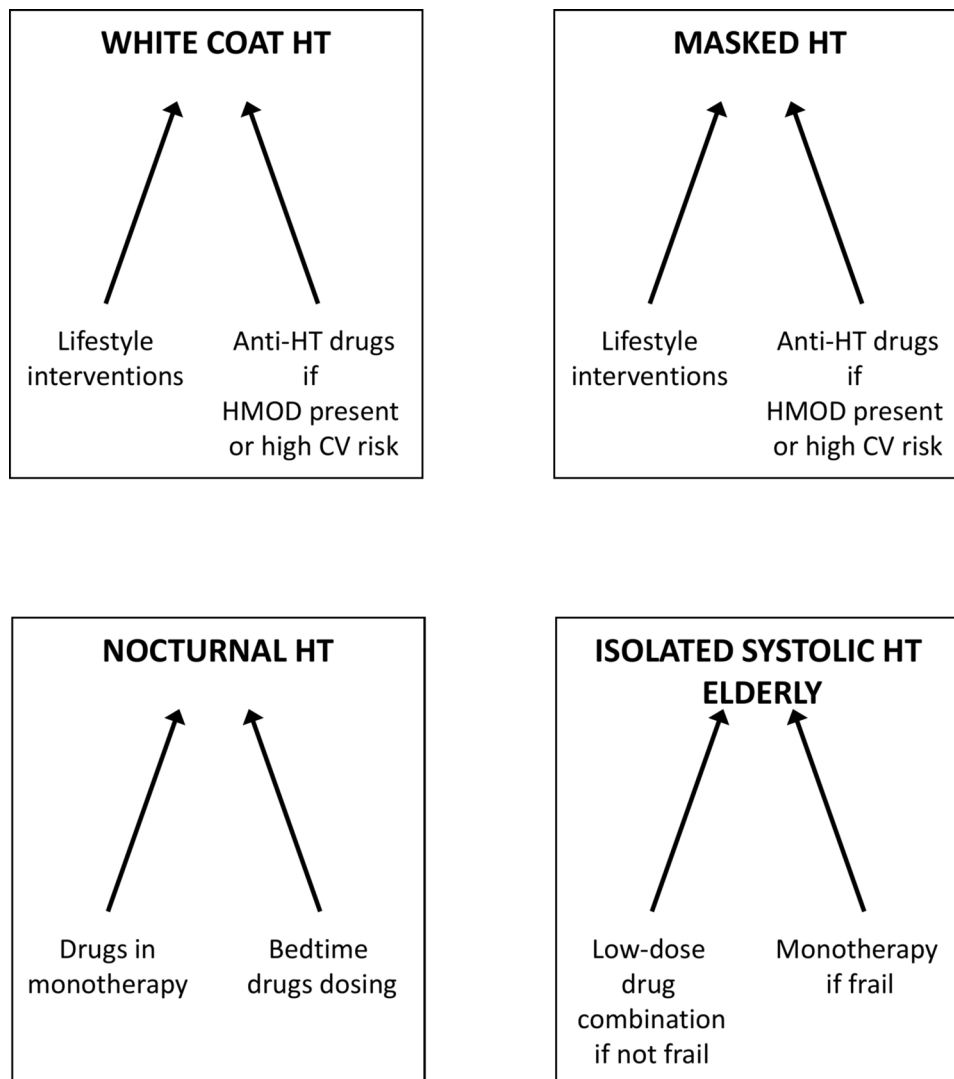 WHITE COAT HT
Lifestyle
interventions
Anti-HT drugs
if
HMOD present
or high CV risk
MASKED HT
Lifestyle
interventions
Anti-HT drugs
if
HMOD present
or high CV risk
NOCTURNAL HT
Drugs in
monotherapy
Bedtime
drugs dosing
ISOLATED SYSTOLIC HT
ELDERLY
Low-dose
drug
combination
if not frail
Monotherapy
if frail